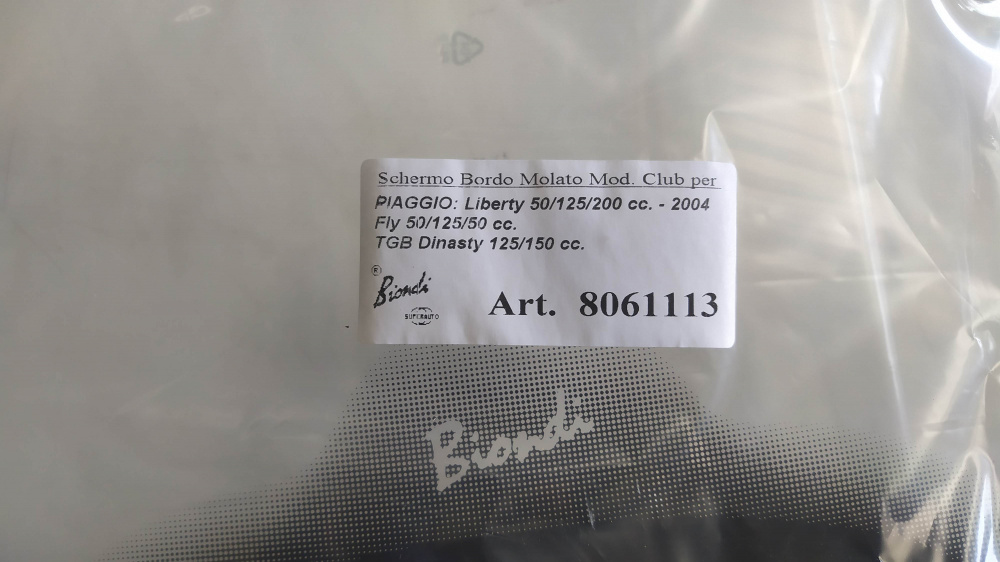 Schermo Bordo Molato Mod. Club per
PIAGGIO: Liberty 50/125/200 cc. - 2004
Fly 50/125/50 cc.
TGB Dinasty 125/150 cc.
® Biondi
SUPERAUTO
Art. 8061113
Biondi